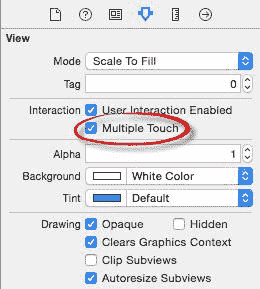 View
Mode Scale To Fill
Tag 0
Interaction User Interaction Enabled
Multiple Touch
Alpha 1
Background White Color
Tint Default
Drawing Opaque Hidden
Clears Graphics Context
Clip Subviews
Autoresize Subviews